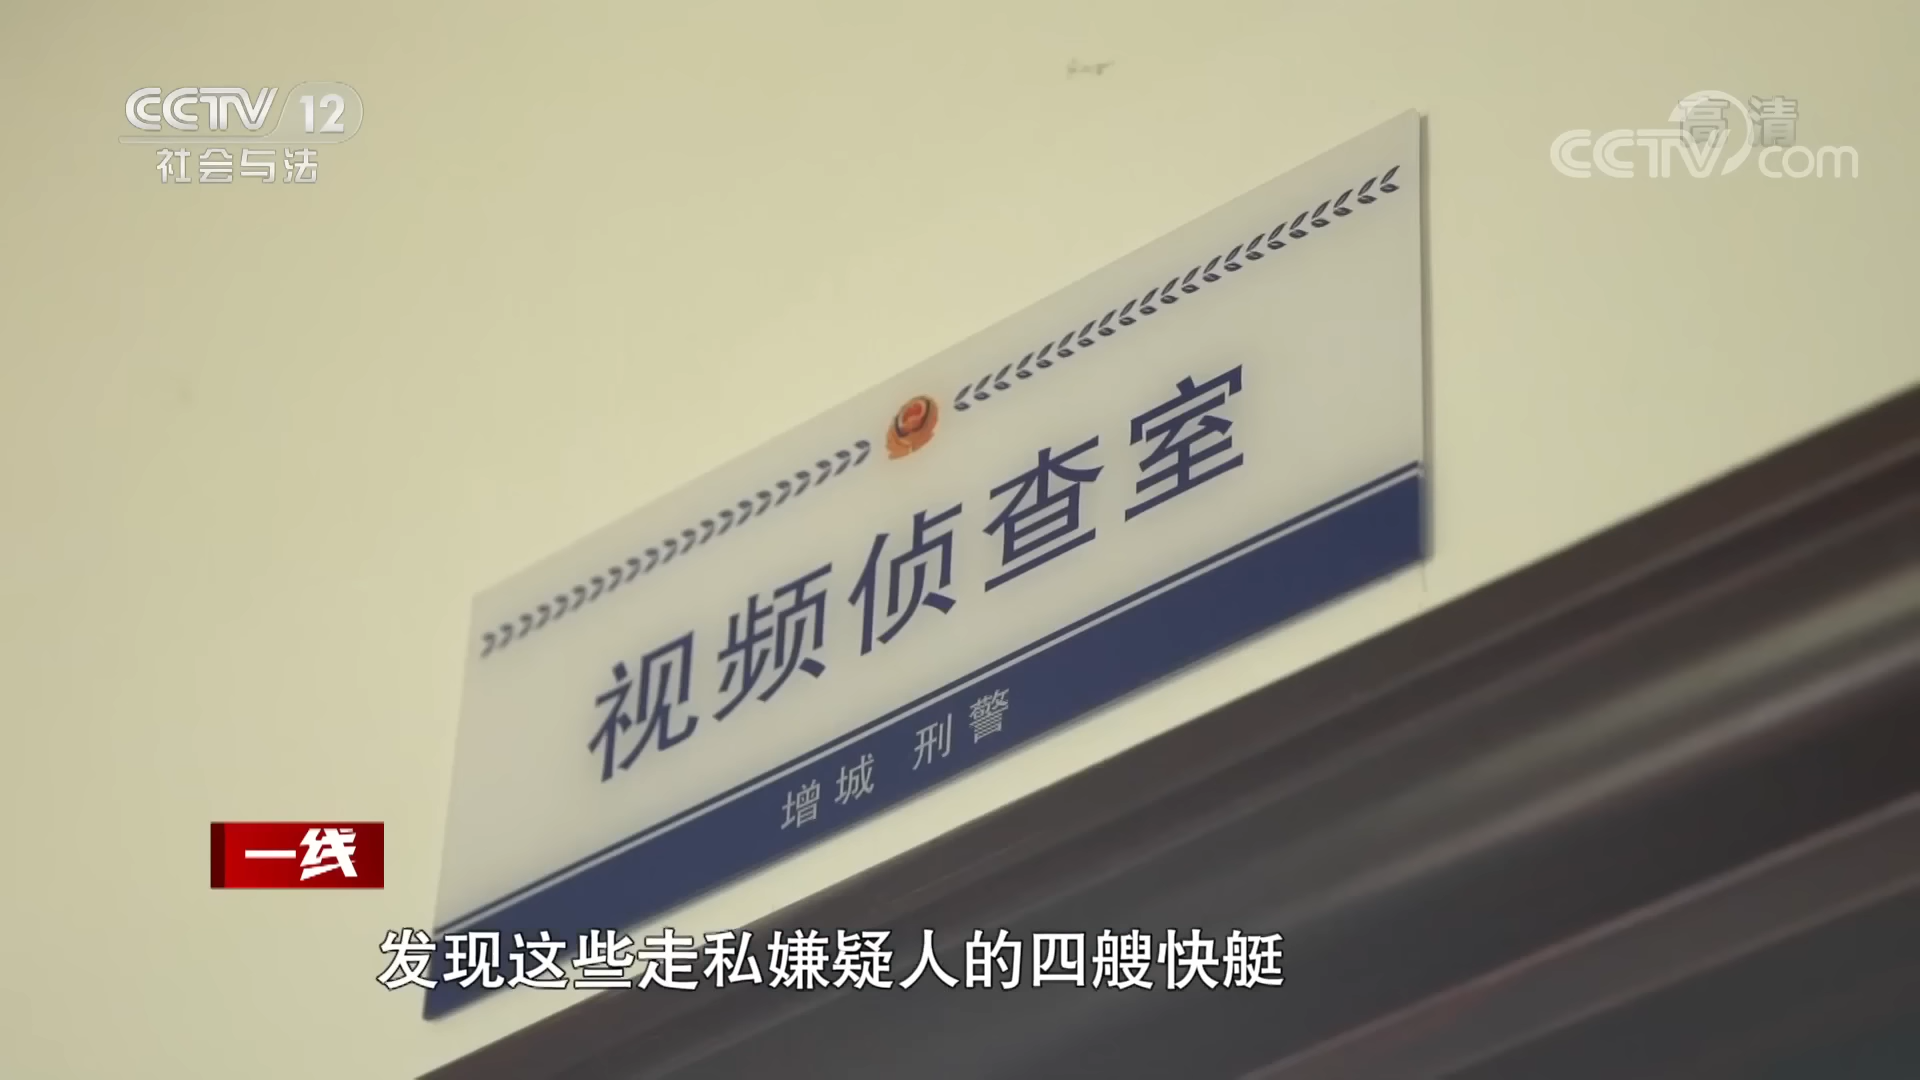 CCTV 12
社会与法
高清
CCTV.com
视频侦查室
增城 刑警
一线
发现这些走私嫌疑人的四艘快艇